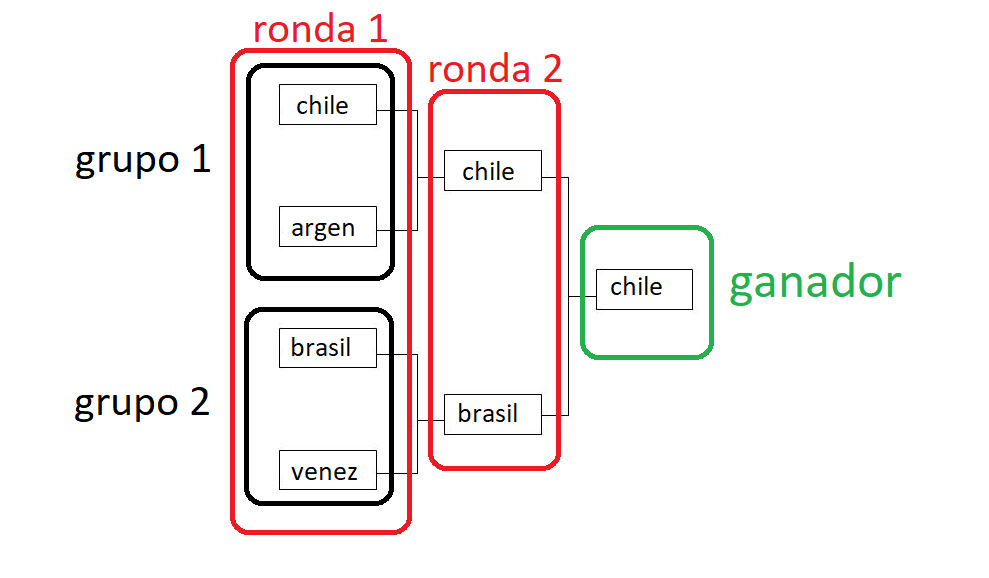 ronda 1
ronda 2
grupo 1
chile
argen
chile
chile
ganador
grupo 2
brasil
venez
brasil